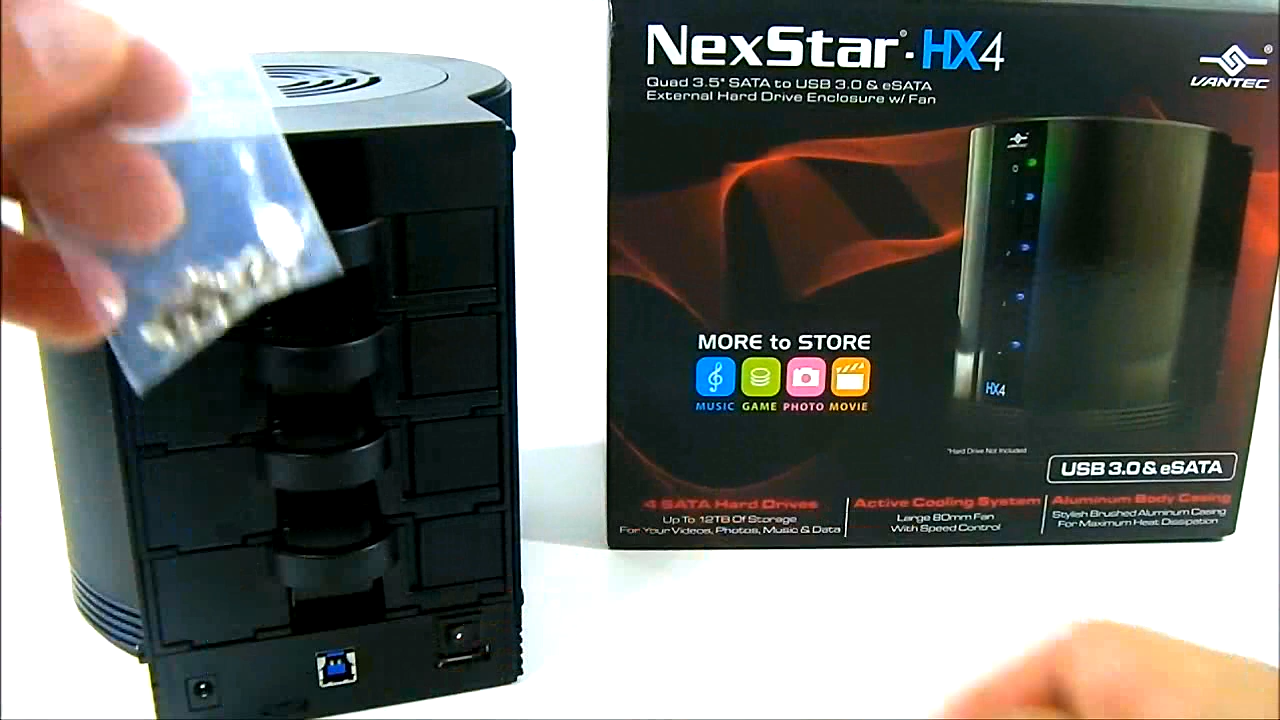 NexStar®-HX4
Quad 3.5" SATA to USB 3.0 & eSATA
External Hard Drive Enclosure w/ Fan
VANTEC®
VANTEC
MORE to STORE
MUSIC GAME PHOTO MOVIE
HX4
*Hard Drive Not Included
USB 3.0 & eSATA
4 SATA Hard Drives
Up To 12TB Of Storage
For Your Videos, Photos, Music & Data
Active Cooling System
Large 80mm Fan
With Speed Control
Aluminum Body Casing
Stylish Brushed Aluminum Casing
For Maximum Heat Dissipation